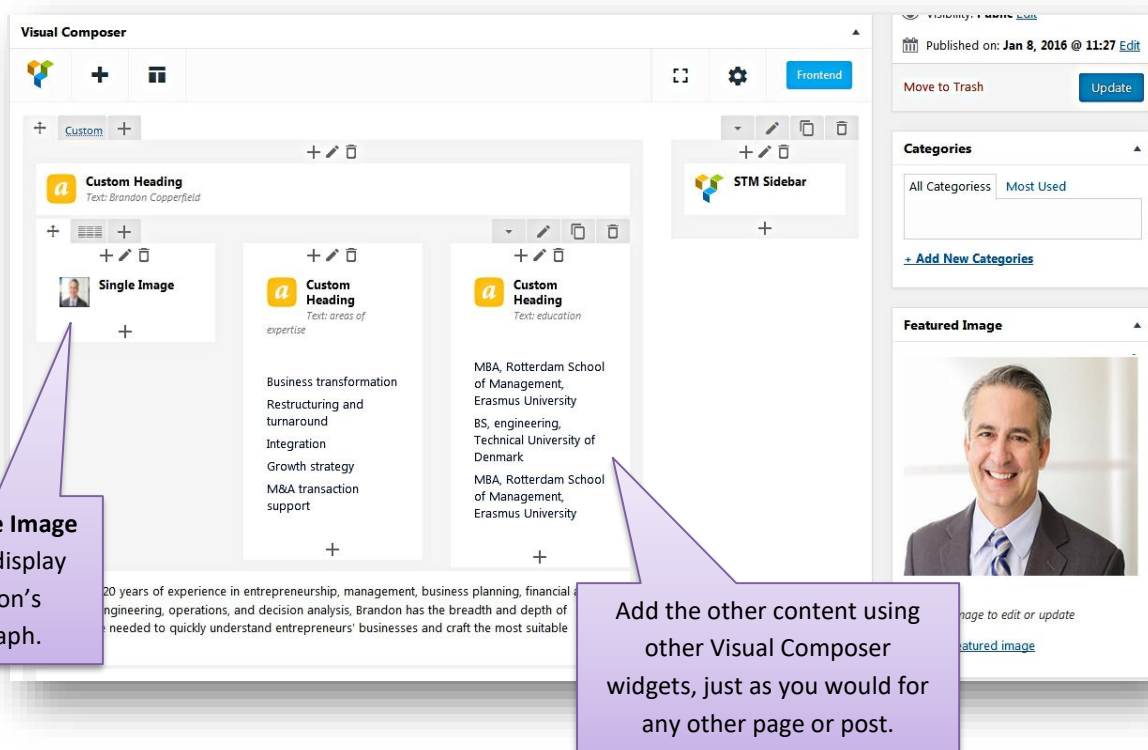 Visual Composer
Frontend
Custom
Custom Heading
Text: Brandon Copperfield
STM Sidebar
Single Image
Custom
Heading
Text: areas of
expertise
Business transformation
Restructuring and
turnaround
Integration
Growth strategy
M&A transaction
support
Custom
Heading
Text: education
MBA, Rotterdam School
of Management,
Erasmus University
BS, engineering,
Technical University of
Denmark
MBA, Rotterdam School
of Management,
Erasmus University
20 years of experience in entrepreneurship, management, business planning, financial
engineering, operations, and decision analysis, Brandon has the breadth and depth of
needed to quickly understand entrepreneurs' businesses and craft the most suitable
Image
display
on's
aph.
Add the other content using
other Visual Composer
widgets, just as you would for
any other page or post.
Visibility: Public Edit
Published on: Jan 8, 2016 @ 11:27 Edit
Move to Trash
Update
Categories
All Categoriess Most Used
+ Add New Categories
Featured Image
to edit or update
image